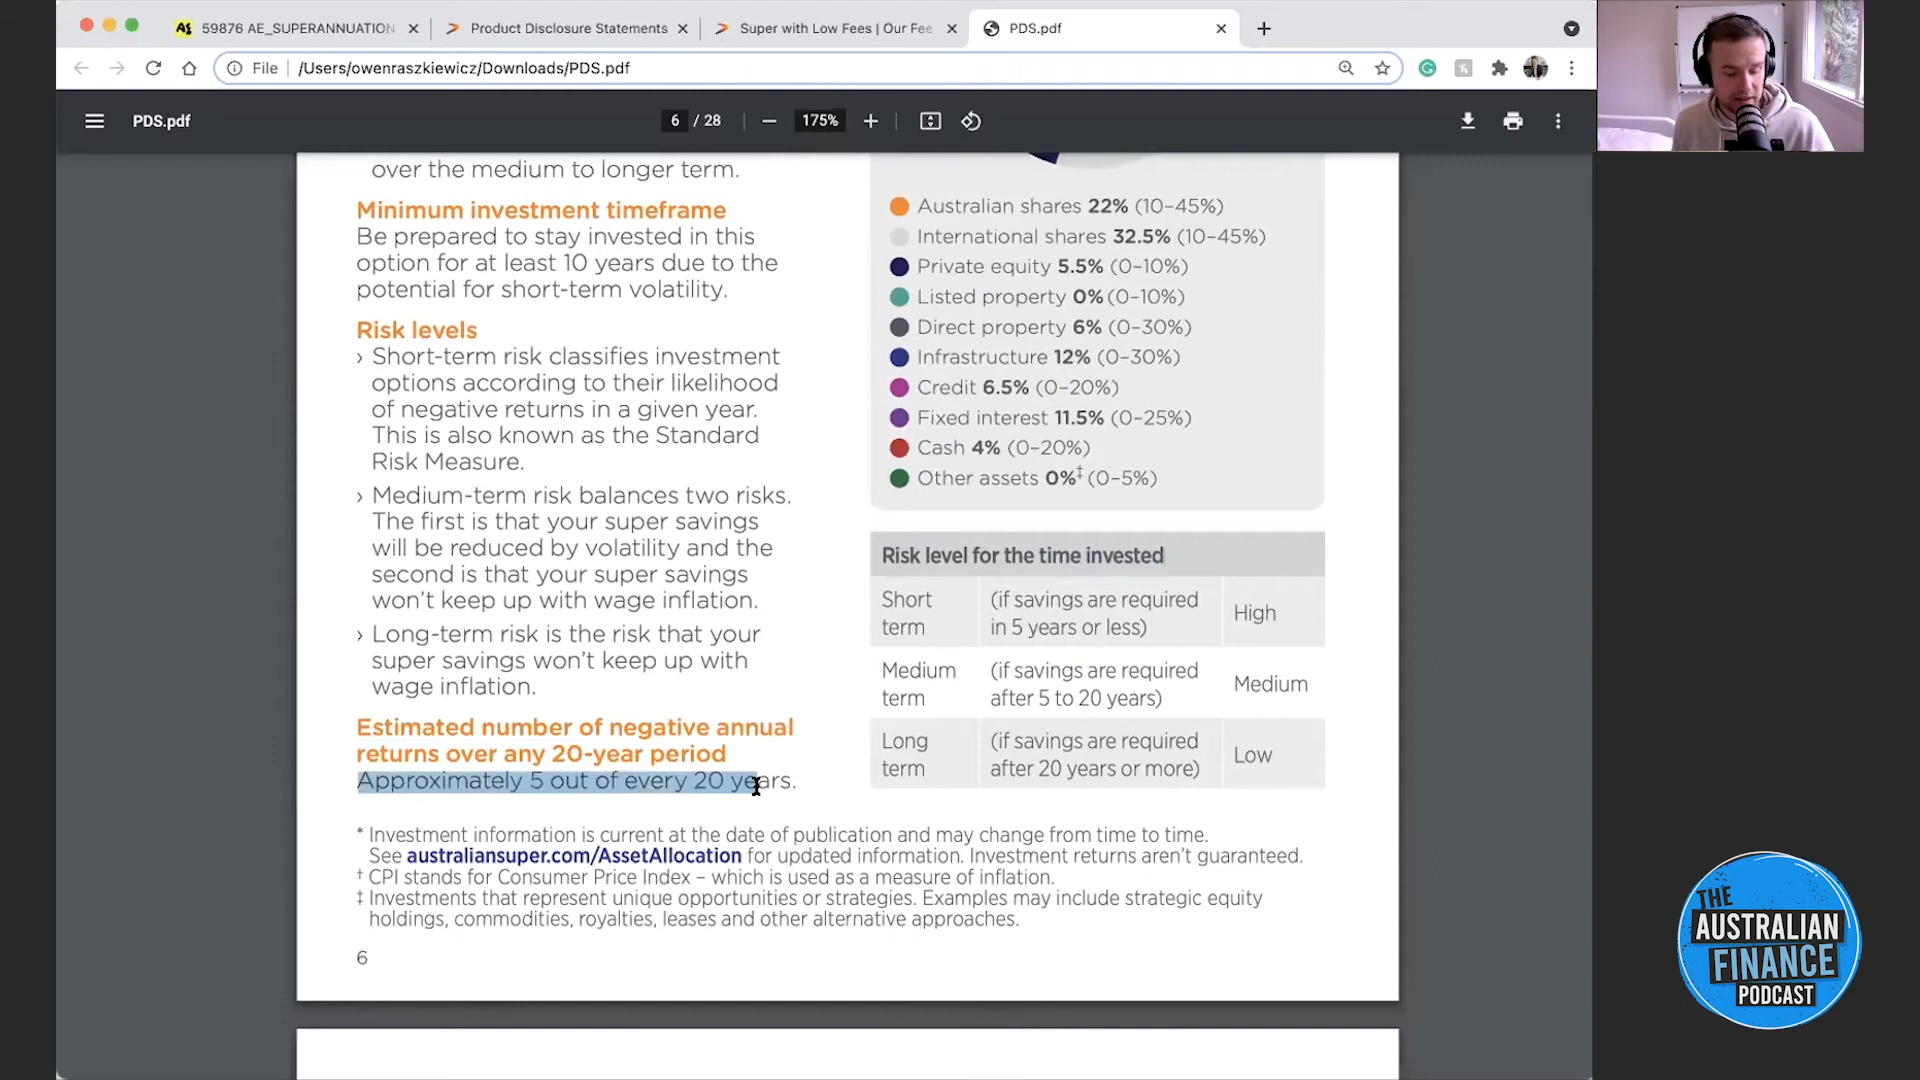 59876 AE_SUPERANNUATION
Product Disclosure Statements
Super with Low Fees | Our Fee
PDS.pdf
File
/Users/owenraszkiewicz/Downloads/PDS.pdf
PDS.pdf
6 / 28
175%
over the medium to longer term.
Minimum investment timeframe
Be prepared to stay invested in this
option for at least 10 years due to the
potential for short-term volatility.
Risk levels
› Short-term risk classifies investment
options according to their likelihood
of negative returns in a given year.
This is also known as the Standard
Risk Measure.
› Medium-term risk balances two risks.
The first is that your super savings
will be reduced by volatility and the
second is that your super savings
won't keep up with wage inflation.
› Long-term risk is the risk that your
super savings won't keep up with
wage inflation.
Estimated number of negative annual
returns over any 20-year period
Approximately 5 out of every 20 years.
Australian shares 22% (10–45%)
International shares 32.5% (10–45%)
Private equity 5.5% (0–10%)
Listed property 0% (0–10%)
Direct property 6% (0–30%)
Infrastructure 12% (0–30%)
Credit 6.5% (0–20%)
Fixed interest 11.5% (0–25%)
Cash 4% (0–20%)
Other assets 0%‡ (0–5%)
Risk level for the time invested
Short term (if savings are required in 5 years or less) High
Medium term (if savings are required after 5 to 20 years) Medium
Long term (if savings are required after 20 years or more) Low
* Investment information is current at the date of publication and may change from time to time.
See australiansuper.com/AssetAllocation for updated information. Investment returns aren't guaranteed.
† CPI stands for Consumer Price Index – which is used as a measure of inflation.
‡ Investments that represent unique opportunities or strategies. Examples may include strategic equity
holdings, commodities, royalties, leases and other alternative approaches.
6
THE
AUSTRALIAN
FINANCE
PODCAST